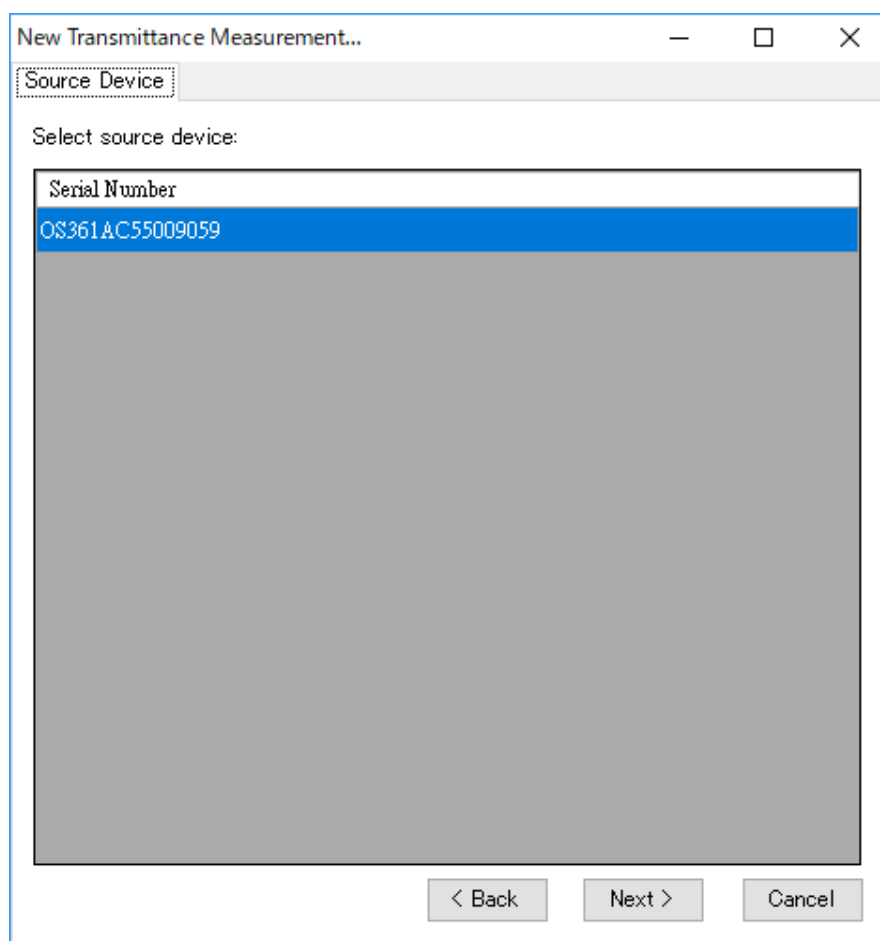 New Transmittance Measurement...
Source Device
Select source device:
Serial Number
OS361AC55009059
< Back Next > Cancel